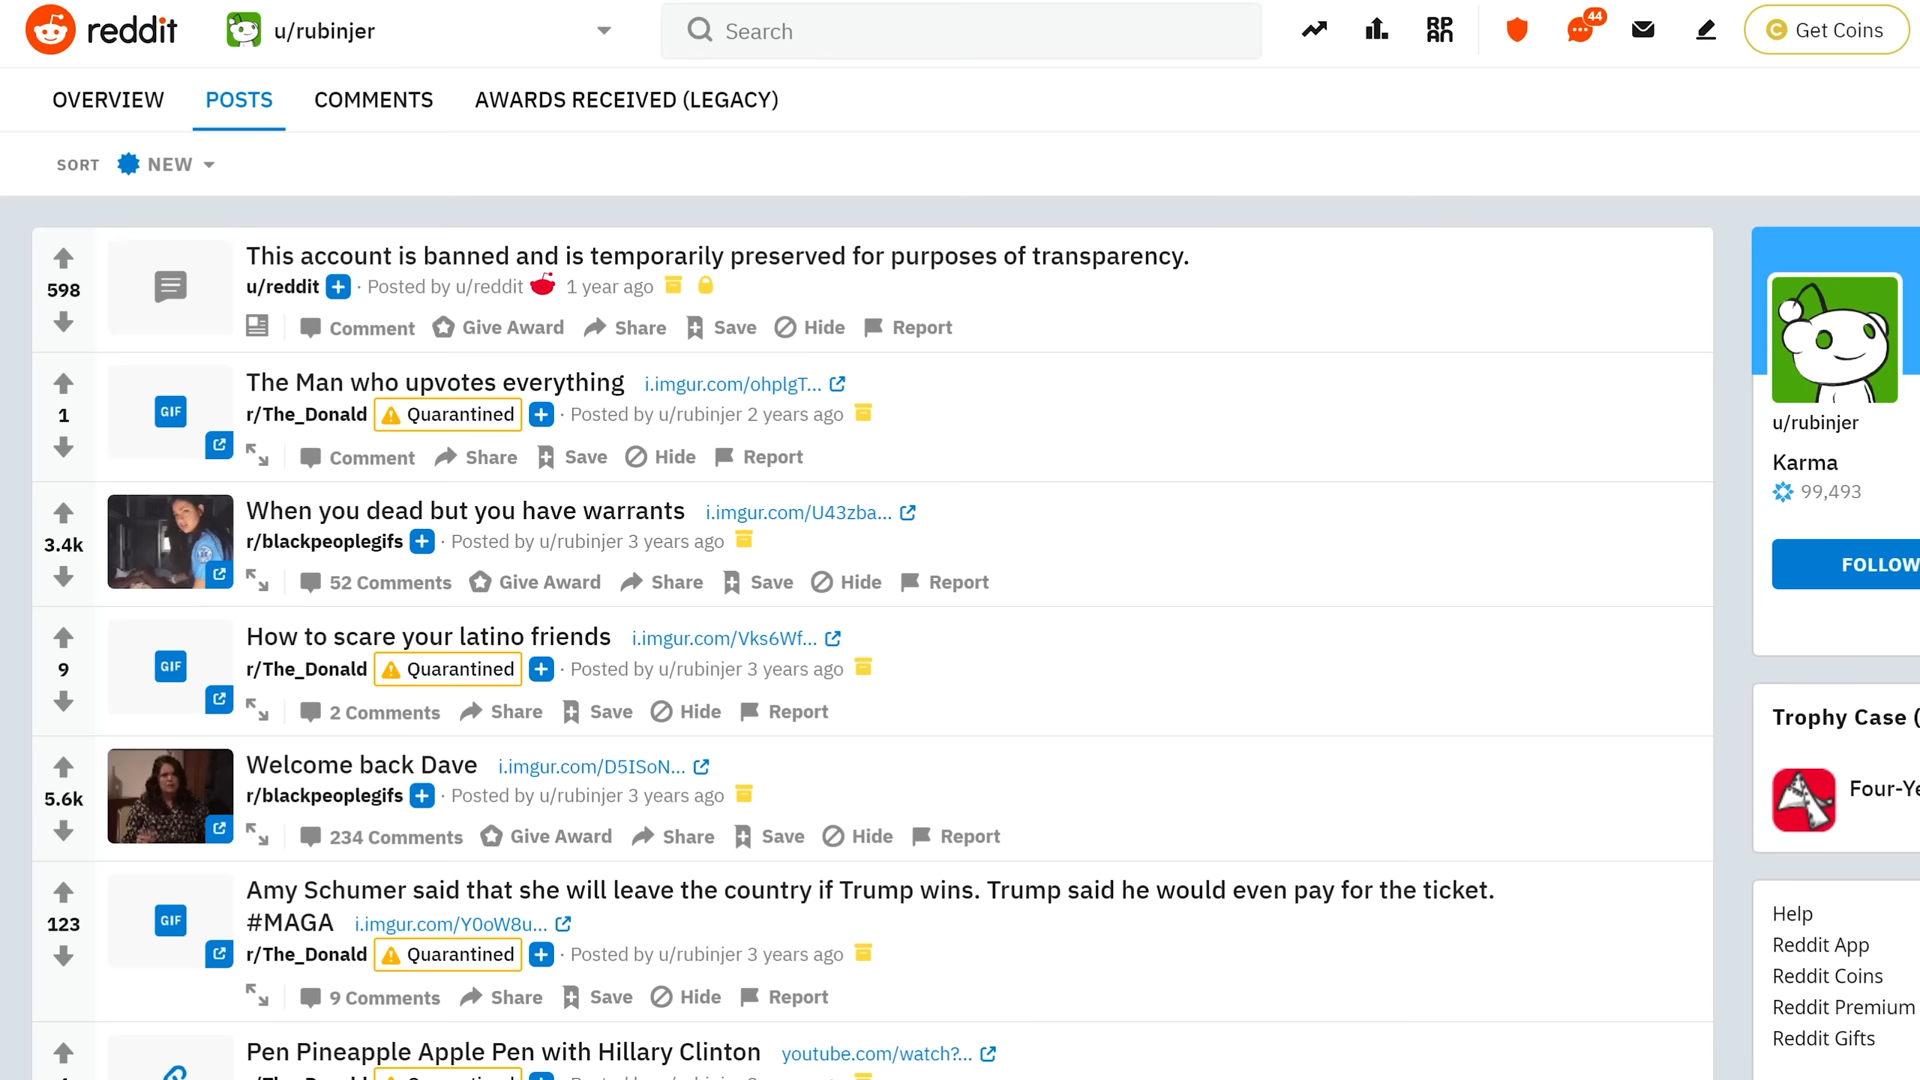 reddit u/rubinjer Search 44 Get Coins
OVERVIEW POSTS COMMENTS AWARDS RECEIVED (LEGACY)
SORT NEW
This account is banned and is temporarily preserved for purposes of transparency.
598
u/reddit · Posted by u/reddit 1 year ago
Comment Give Award Share Save Hide Report
The Man who upvotes everything i.imgur.com/ohplgT...
1
GIF
r/The_Donald Quarantined · Posted by u/rubinjer 2 years ago
Comment Share Save Hide Report
When you dead but you have warrants i.imgur.com/U43zba...
3.4k
r/blackpeoplegifs · Posted by u/rubinjer 3 years ago
52 Comments Give Award Share Save Hide Report
How to scare your latino friends i.imgur.com/Vks6Wf...
9
GIF
r/The_Donald Quarantined · Posted by u/rubinjer 3 years ago
2 Comments Share Save Hide Report
Welcome back Dave i.imgur.com/D5ISoN...
5.6k
r/blackpeoplegifs · Posted by u/rubinjer 3 years ago
234 Comments Give Award Share Save Hide Report
Amy Schumer said that she will leave the country if Trump wins. Trump said he would even pay for the ticket.
#MAGA i.imgur.com/Y0oW8u...
123
GIF
r/The_Donald Quarantined · Posted by u/rubinjer 3 years ago
9 Comments Share Save Hide Report
Pen Pineapple Apple Pen with Hillary Clinton youtube.com/watch?...
u/rubinjer
Karma
99,493
FOLLOW
Trophy Case (
Four-Ye
Help
Reddit App
Reddit Coins
Reddit Premium
Reddit Gifts